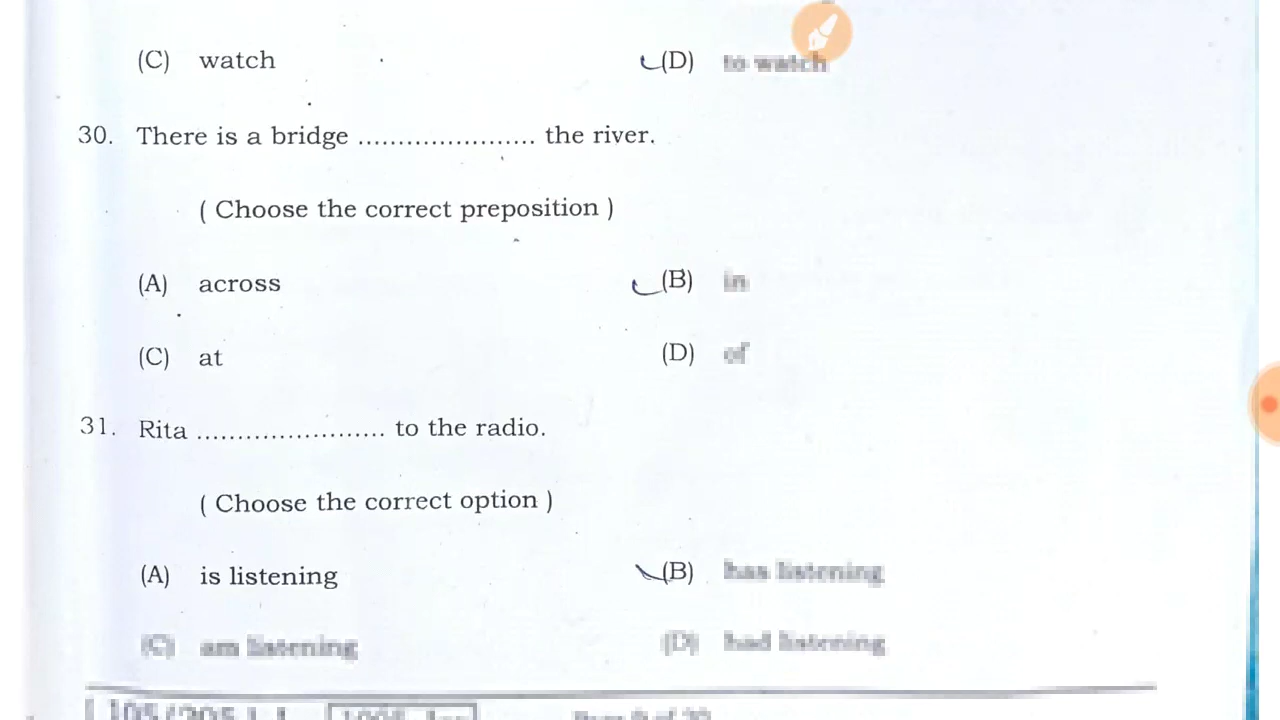 (C) watch (D) to watch
30. There is a bridge ...................... the river.
( Choose the correct preposition )
(A) across (B) in
(C) at (D) of
31. Rita ....................... to the radio.
( Choose the correct option )
(A) is listening (B) has listening
(C) am listening (D) had listening